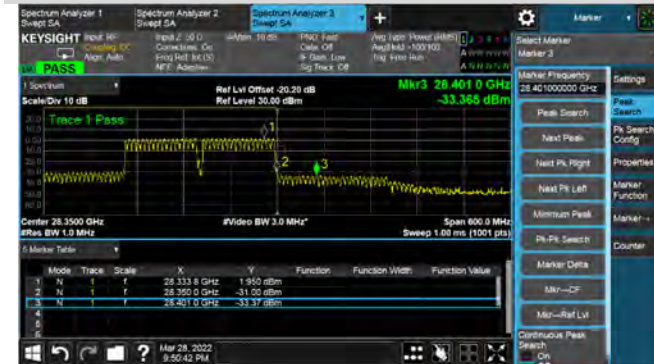 Spectrum Analyzer 1
Swept SA
Spectrum Analyzer 2
Swept SA
Spectrum Analyzer 3
Swept SA
+
Marker
KEYSIGHT
Input: RF
Coupling: DC
Align: Auto
Input Z: 50 Ω
Corrections: On
Freq Ref: Int (S)
NFE: Adaptive
#Atten: 10 dB
PNO: Fast
Gate: Off
IF Gain: Low
Sig Track: Off
Avg Type: Power (RMS)
Avg|Hold: >100/100
Trig: Free Run
PASS
Select Marker
Marker 3
1 Spectrum
Scale/Div 10 dB
Ref Lvl Offset -20.20 dB
Ref Level 30.00 dBm
Mkr3 28.401 0 GHz
-33.365 dBm
Trace 1 Pass
1
2
3
Center 28.3500 GHz
#Res BW 1.0 MHz
#Video BW 3.0 MHz*
Span 600.0 MHz
Sweep 1.00 ms (1001 pts)
5 Marker Table
Mode Trace Scale X Y Function Function Width Function Value
1 N 1 f 28.333 8 GHz 1.950 dBm
2 N 1 f 28.350 0 GHz -31.00 dBm
3 N 1 f 28.401 0 GHz -33.37 dBm
4
5
6
Mar 28, 2022
9:50:42 PM
Marker Frequency
28.401000000 GHz
Peak Search
Next Peak
Next Pk Right
Next Pk Left
Minimum Peak
Pk-Pk Search
Marker Delta
Mkr→CF
Mkr→Ref Lvl
Continuous Peak
Search
On
Settings
Peak
Search
Pk Search
Config
Properties
Marker
Function
Marker→
Counter